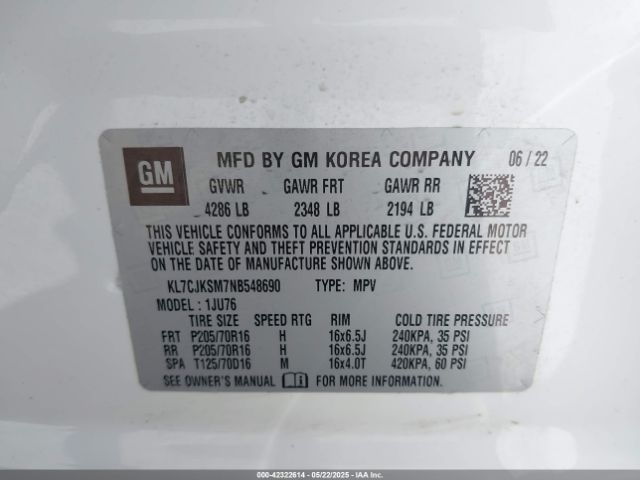 GM MFD BY GM KOREA COMPANY 06 / 22
GVWR GAWR FRT GAWR RR
4286 LB 2348 LB 2194 LB
THIS VEHICLE CONFORMS TO ALL APPLICABLE U.S. FEDERAL MOTOR
VEHICLE SAFETY AND THEFT PREVENTION STANDARDS IN EFFECT
ON THE DATE OF MANUFACTURE SHOWN ABOVE.
KL7CJKSM7NB548690 TYPE: MPV
MODEL : 1JU76
TIRE SIZE SPEED RTG RIM COLD TIRE PRESSURE
FRT P205/70R16 H 16x6.5J 240KPA, 35 PSI
RR P205/70R16 H 16x6.5J 240KPA, 35 PSI
SPA T125/70D16 M 16x4.0T 420KPA, 60 PSI
SEE OWNER'S MANUAL FOR MORE INFORMATION.
000-42322614 - 05/22/2025 - Copyright IAA, Inc.